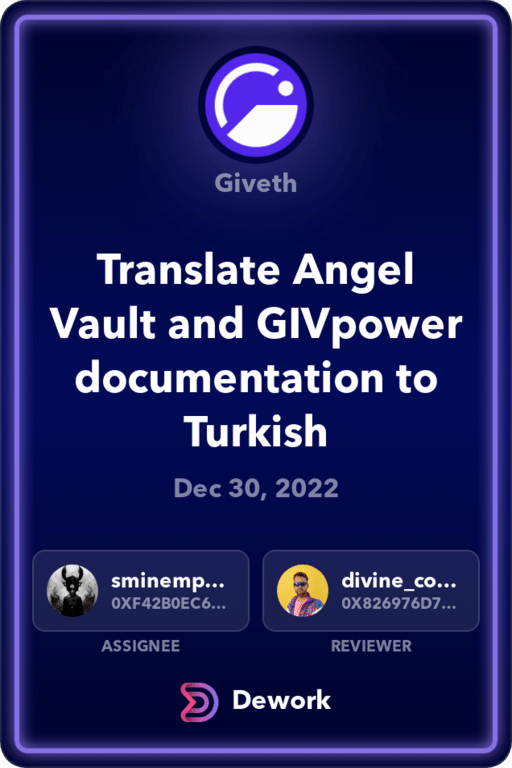 Giveth
Translate Angel
Vault and GIVpower
documentation to
Turkish
Dec 30, 2022
sminemp...
0XF42B0EC6...
divine_co...
0X826976D7...
ASSIGNEE
REVIEWER
Dework